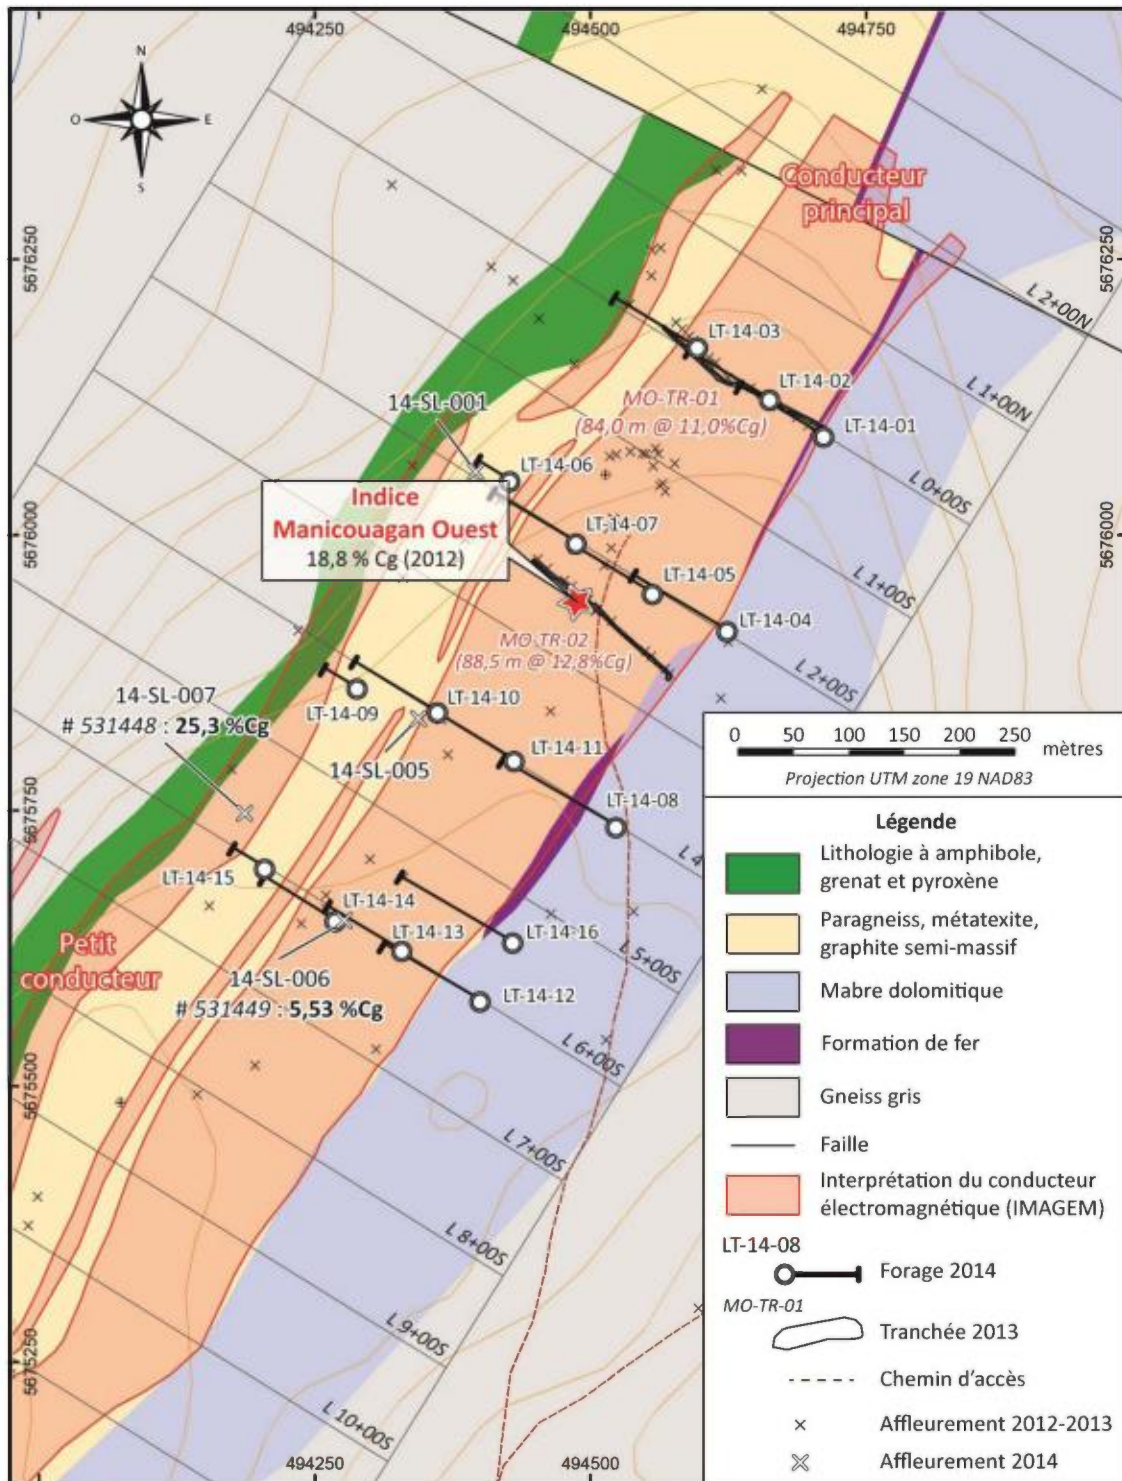 494250
494500
494750
N
O
E
S
Conducteur
principal
5676250
5676250
L 2+00N
LT-14-03
L 1+00N
LT-14-02
MO-TR-01
(84,0 m @ 11,0%Cg)
14-SL-001
LT-14-01
LT-14-06
L 0+00S
Indice
Manicouagan Ouest
18,8 % Cg (2012)
LT-14-07
5676000
5676000
LT-14-05
L 1+00S
LT-14-04
MO-TR-02
(88,5 m @ 12,8%Cg)
L 2+00S
14-SL-007
# 531448 : 25,3 %Cg
LT-14-09
LT-14-10
14-SL-005
LT-14-11
LT-14-08
5675750
L 4
LT-14-15
LT-14-14
LT-14-13
LT-14-16
L 5+00S
Petit
conducteur
14-SL-006
# 531449 : 5,53 %Cg
LT-14-12
L 6+00S
5675500
L 7+00S
L 8+00S
L 9+00S
5675250
L 10+00S
494250
494500
0 50 100 150 200 250 mètres
Projection UTM zone 19 NAD83
Légende
Lithologie à amphibole,
grenat et pyroxène
Paragneiss, métatexite,
graphite semi-massif
Mabre dolomitique
Formation de fer
Gneiss gris
Faille
Interprétation du conducteur
électromagnétique (IMAGEM)
LT-14-08
Forage 2014
MO-TR-01
Tranchée 2013
Chemin d'accès
Affleurement 2012-2013
Affleurement 2014